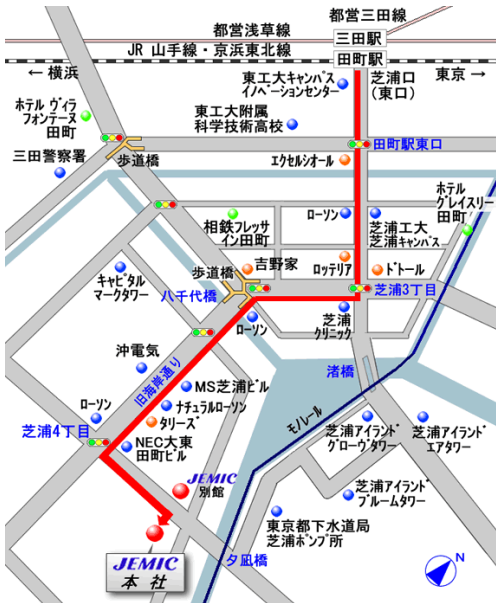 都営浅草線
都営三田線
三田駅
JR 山手線・京浜東北線
田町駅
← 横浜
東京 →
芝浦口
(東口)
東工大キャンパス
イノベーションセンター
ホテル ヴィラ
フォンテーヌ
田町
東工大附属
科学技術高校
田町駅東口
三田警察署
歩道橋
エクセルシオール
ホテル
グレイスリー
田町
相鉄フレッサ
イン田町
ローソン
芝浦工大
芝浦キャンパス
歩道橋
吉野家
ロッテリア
ドトール
キャピタル
マークタワー
八千代橋
芝浦3丁目
ローソン
芝浦
クリニック
沖電気
旧海岸通り
渚橋
MS芝浦ビル
ローソン
ナチュラルローソン
タリーズ
モノレール
芝浦4丁目
芝浦アイランド
グローヴタワー
芝浦アイランド
エアタワー
NEC大東
田町ビル
JEMIC
別館
芝浦アイランド
ブルームタワー
東京都下水道局
芝浦ポンプ所
夕凪橋
JEMIC
本 社
N